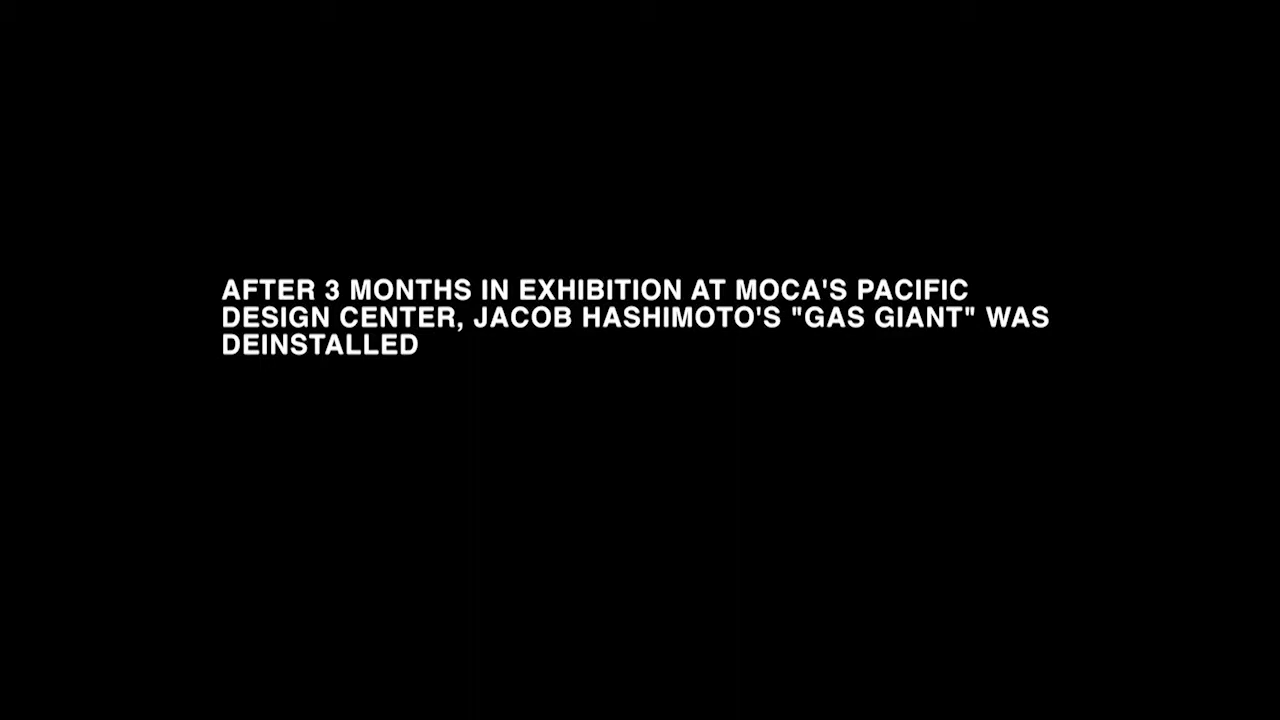 AFTER 3 MONTHS IN EXHIBITION AT MOCA'S PACIFIC
DESIGN CENTER, JACOB HASHIMOTO'S "GAS GIANT" WAS
DEINSTALLED